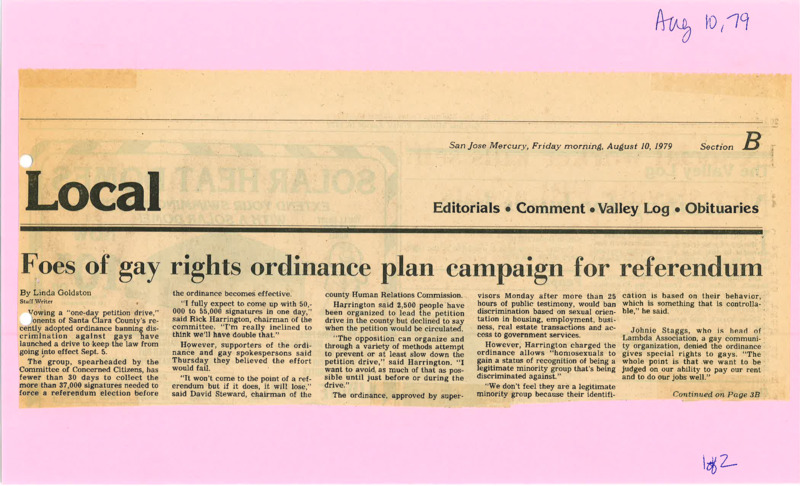 Aug 10, 79
San Jose Mercury, Friday morning, August 10, 1979 Section B
Local
Editorials • Comment • Valley Log • Obituaries
Foes of gay rights ordinance plan campaign for referendum
By Linda Goldston
Staff Writer
Vowing a "one-day petition drive,"
ponents of Santa Clara County's re-
cently adopted ordinance banning dis-
crimination against gays have
launched a drive to keep the law from
going into effect Sept. 5.
The group, spearheaded by the
Committee of Concerned Citizens, has
fewer than 30 days to collect the
more than 37,000 signatures needed to
force a referendum election before
the ordinance becomes effective.
"I fully expect to come up with 50,-
000 to 55,000 signatures in one day,"
said Rick Harrington, chairman of the
committee. "I'm really inclined to
think we'll have double that."
However, supporters of the ordi-
nance and gay spokespersons said
Thursday they believed the effort
would fail.
"It won't come to the point of a ref-
erendum but if it does, it will lose,"
said David Steward, chairman of the
county Human Relations Commission.
Harrington said 2,500 people have
been organized to lead the petition
drive in the county but declined to say
when the petition would be circulated.
"The opposition can organize and
through a variety of methods attempt
to prevent or at least slow down the
petition drive," said Harrington. "I
want to avoid as much of that as pos-
sible until just before or during the
drive."
The ordinance, approved by super-
visors Monday after more than 25
hours of public testimony, would ban
discrimination based on sexual orien-
tation in housing, employment, busi-
ness, real estate transactions and ac-
cess to government services.
However, Harrington charged the
ordinance allows "homosexuals to
gain a status of recognition of being a
legitimate minority group that's being
discriminated against."
"We don't feel they are a legitimate
minority group because their identifi-
cation is based on their behavior,
which is something that is controlla-
ble," he said.
Johnie Staggs, who is head of
Lambda Association, a gay communi-
ty organization, denied the ordinance
gives special rights to gays. "The
whole point is that we want to be
judged on our ability to pay our rent
and to do our jobs well."
Continued on Page 3B
1 of 2